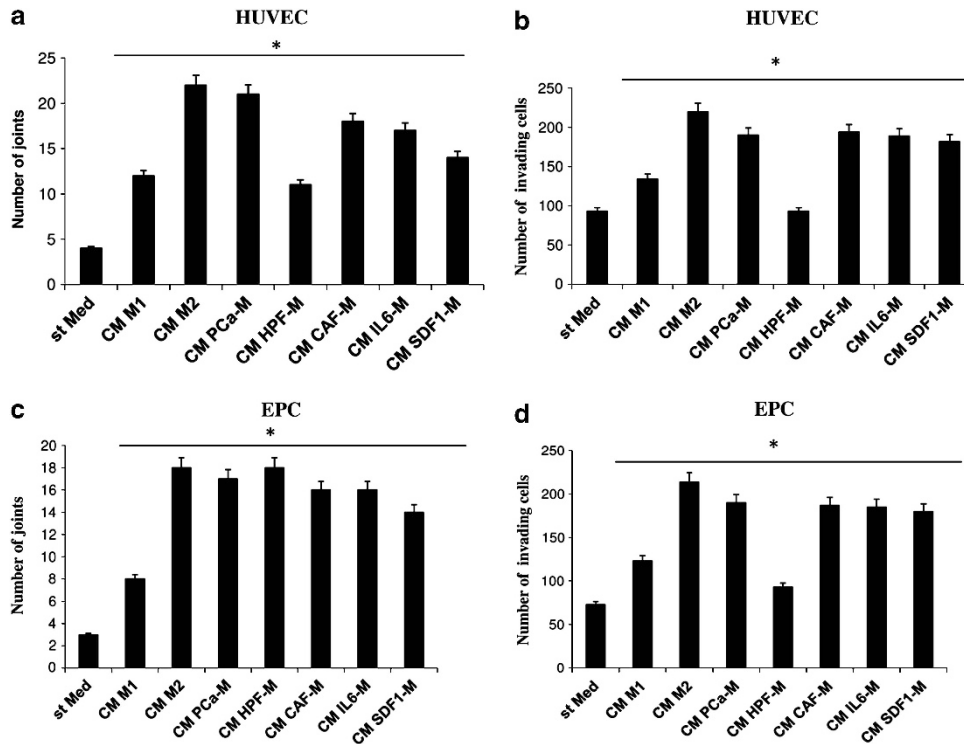 a
HUVEC
*
Number of joints
25
20
15
10
5
0
st Med
CM M1
CM M2
CM PCa-M
CM HPF-M
CM CAF-M
CM IL6-M
CM SDF1-M
b
HUVEC
*
Number of invading cells
250
200
150
100
50
0
st Med
CM M1
CM M2
CM PCa-M
CM HPF-M
CM CAF-M
CM IL6-M
CM SDF1-M
c
EPC
*
Number of joints
20
18
16
14
12
10
8
6
4
2
0
st Med
CM M1
CM M2
CM PCa-M
CM HPF-M
CM CAF-M
CM IL6-M
CM SDF1-M
d
EPC
*
Number of invading cells
250
200
150
100
50
0
st Med
CM M1
CM M2
CM PCa-M
CM HPF-M
CM CAF-M
CM IL6-M
CM SDF1-M